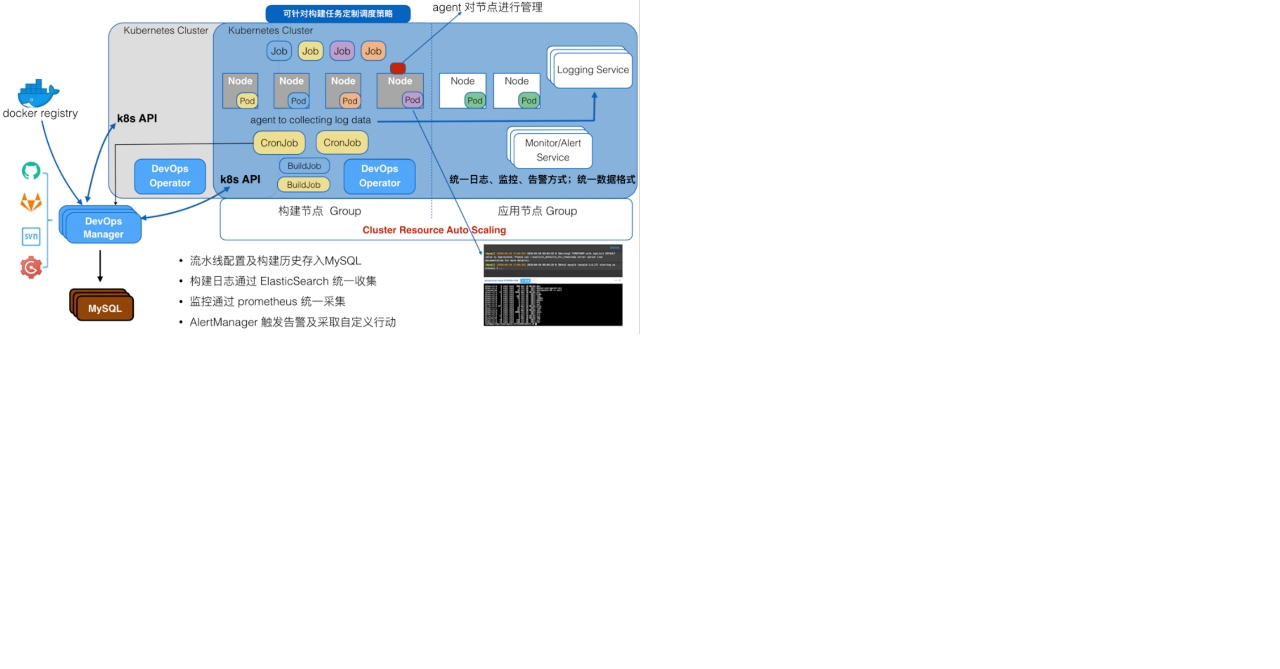 可针对构建任务定制调度策略
agent 对节点进行管理
Kubernetes Cluster
Kubernetes Cluster
Job
Job
Job
Job
Logging Service
Node
Node
Node
Node
Node
Node
Pod
Pod
Pod
Pod
Pod
Pod
docker registry
k8s API
agent to collecting log data
CronJob
CronJob
Monitor/Alert
Service
DevOps
Operator
BuildJob
BuildJob
k8s API
DevOps
Operator
统一日志、监控、告警方式；统一数据格式
svn
DevOps
Manager
构建节点 Group
应用节点 Group
Cluster Resource Auto Scaling
MySQL
• 流水线配置及构建历史存入MySQL
• 构建日志通过 ElasticSearch 统一收集
• 监控通过 prometheus 统一采集
• AlertManager 触发告警及采取自定义行动